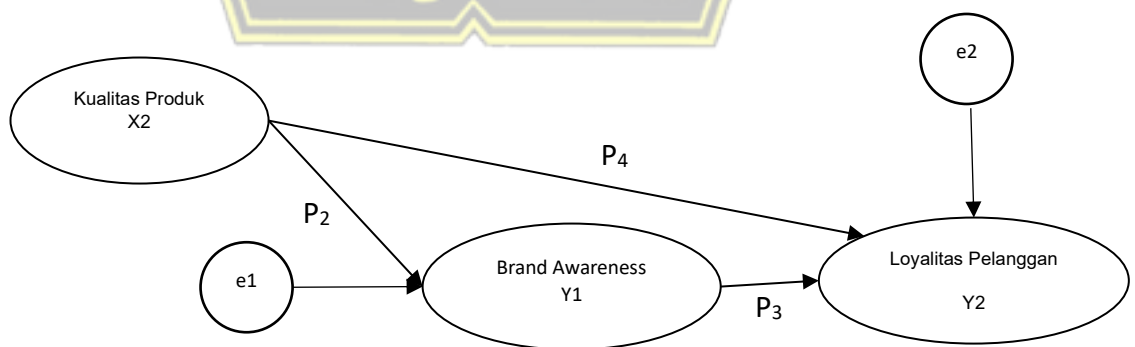 e2
Kualitas Produk
X2
P4
P2
e1
Brand Awareness
Y1
Loyalitas Pelanggan
Y2
P3